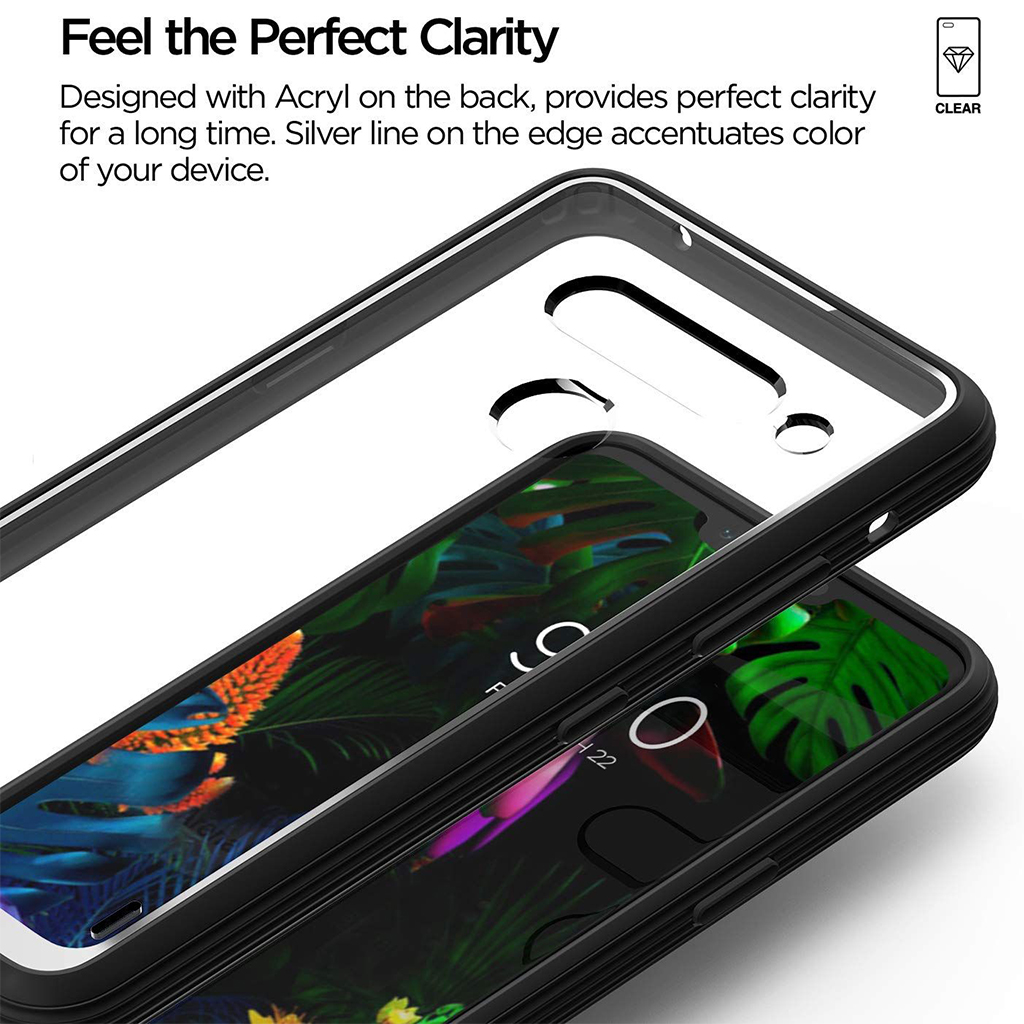 Feel the Perfect Clarity
CLEAR
Designed with Acryl on the back, provides perfect clarity
for a long time. Silver line on the edge accentuates color
of your device.
H 22